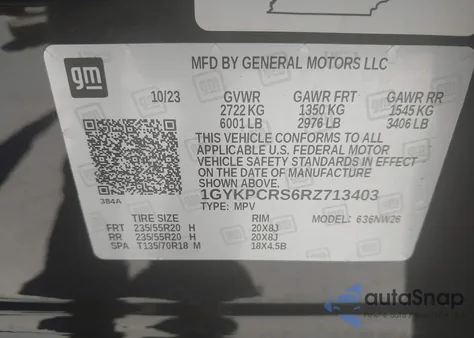 gm
MFD BY GENERAL MOTORS LLC
10/23 GVWR GAWR FRT GAWR RR
2722 KG 1350 KG 1545 KG
6001 LB 2976 LB 3406 LB
THIS VEHICLE CONFORMS TO ALL
APPLICABLE U.S. FEDERAL MOTOR
VEHICLE SAFETY STANDARDS IN EFFECT
ON THE DATE OF MANUFACTURE
SHOWN ABOVE.
384A
1GYKPCRS6RZ713403
TYPE: MPV MODEL: 636NW26
TIRE SIZE RIM
FRT 235/55R20 H 20X8J
RR 235/55R20 H 20X8J
SPA T135/70R18 M 18X4.5B
autoSnap